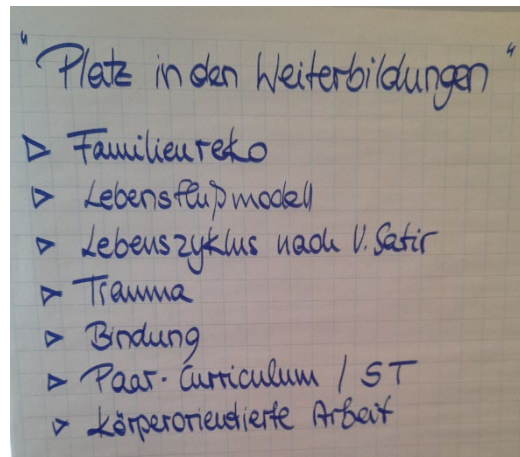 "Platz in den Weiterbildungen"
▷ Familienreko
▷ Lebensflußmodell
▷ Lebenszyklus nach V. Satir
▷ Trauma
▷ Bindung
▷ Paar-Curriculum / ST
▷ Körperorientierte Arbeit